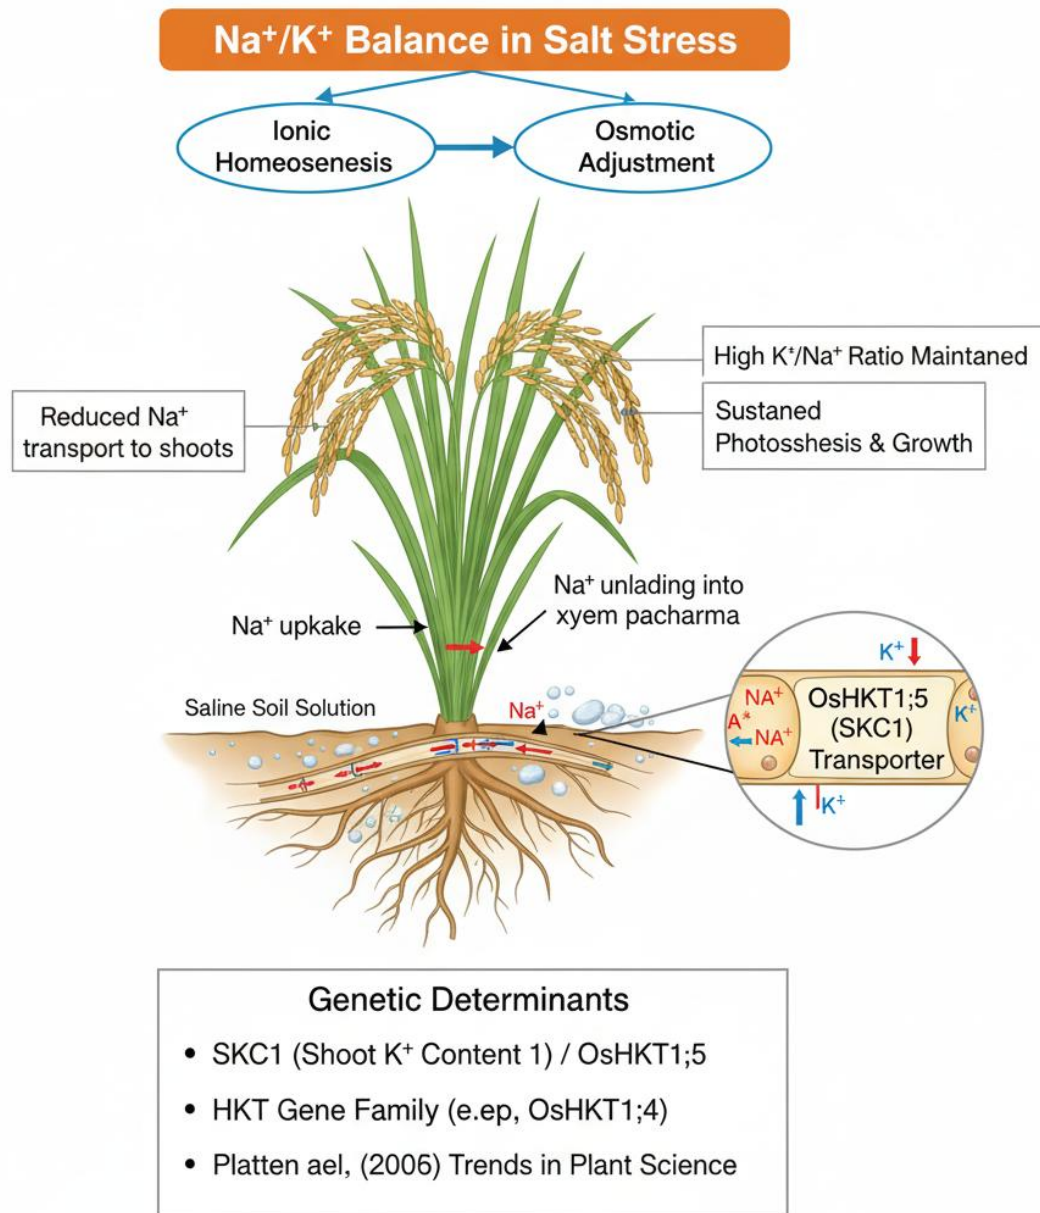 Na⁺/K⁺ Balance in Salt Stress
Ionic
Homeosenesis
Osmotic
Adjustment
High K⁺/Na⁺ Ratio Maintaned
Reduced Na⁺
transport to shoots
Sustaned
Photosshesis & Growth
Na⁺ upkake
Na⁺ unlading into
xyem pacharma
Saline Soil Solution
Na⁺
K⁺
NA⁺
A*
NA⁺
OsHKT1;5
(SKC1)
Transporter
K⁺
K⁺
Genetic Determinants
• SKC1 (Shoot K⁺ Content 1) / OsHKT1;5
• HKT Gene Family (e.ep, OsHKT1;4)
• Platten ael, (2006) Trends in Plant Science